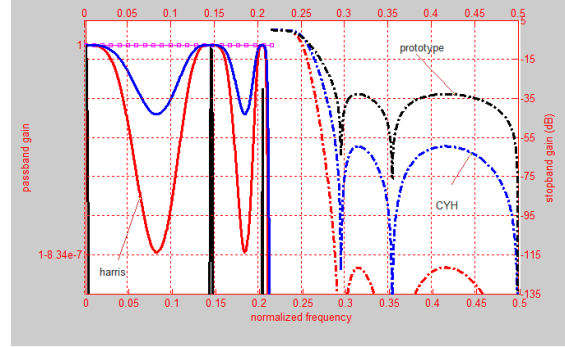 0 0.05 0.1 0.15 0.2 0.25 0.3 0.35 0.4 0.45 0.5
5
1
prototype
-15
-35
passband gain
-55
stopband gain (dB)
-75
CYH
-95
1-8.34e-7
harris
-115
-135
0 0.05 0.1 0.15 0.2 0.25 0.3 0.35 0.4 0.45 0.5
normalized frequency